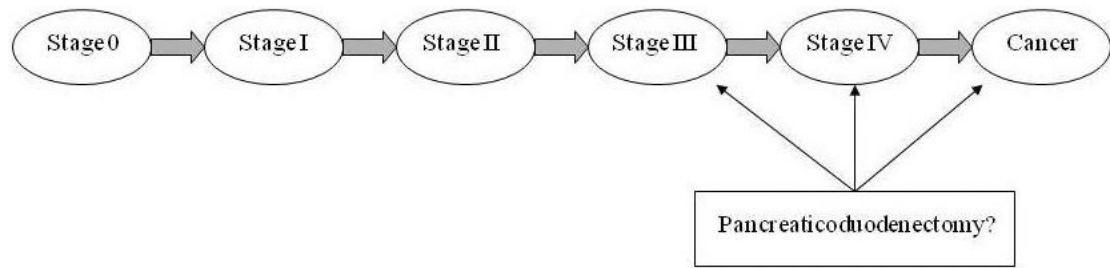 Stage 0
Stage I
Stage II
Stage III
Stage IV
Cancer
Pancreaticoduodenectomy?